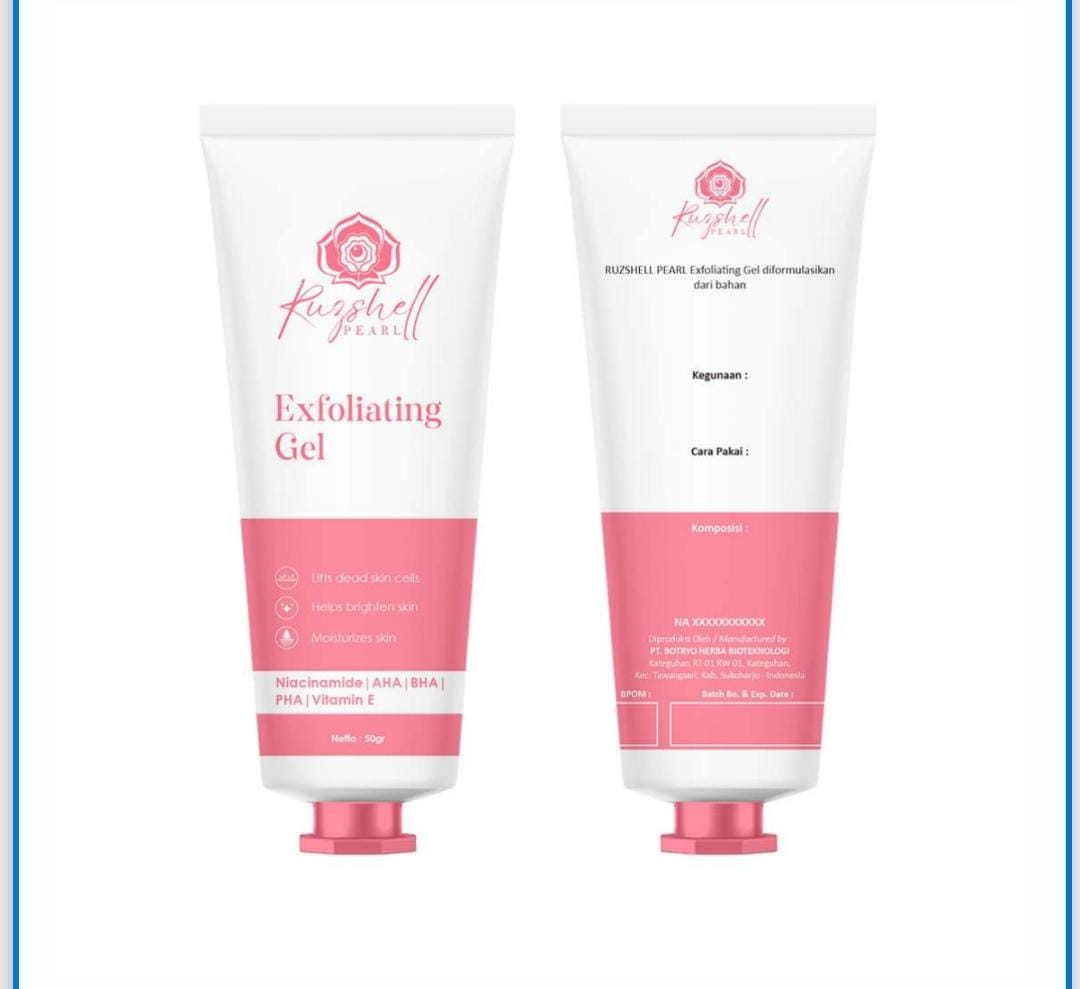 Ruzshell
PEARL
Exfoliating
Gel
Lifts dead skin cells
Helps brighten skin
Moisturizes skin
Niacinamide | AHA | BHA |
PHA | Vitamin E
Netto : 50gr
Ruzshell
PEARL
RUZSHELL PEARL Exfoliating Gel diformulasikan
dari bahan
Kegunaan :
Cara Pakai :
Komposisi :
NA XXXXXXXXXXX
Diproduksi Oleh / Manufactured by :
PT. BOTRYO HERBA BIOTEKNOLOGI
Kateguhan RT 01 RW 01, Kateguhan,
Kec. Tawangsari, Kab. Sukoharjo - Indonesia
BPOM :
Batch Bo. & Exp. Date :